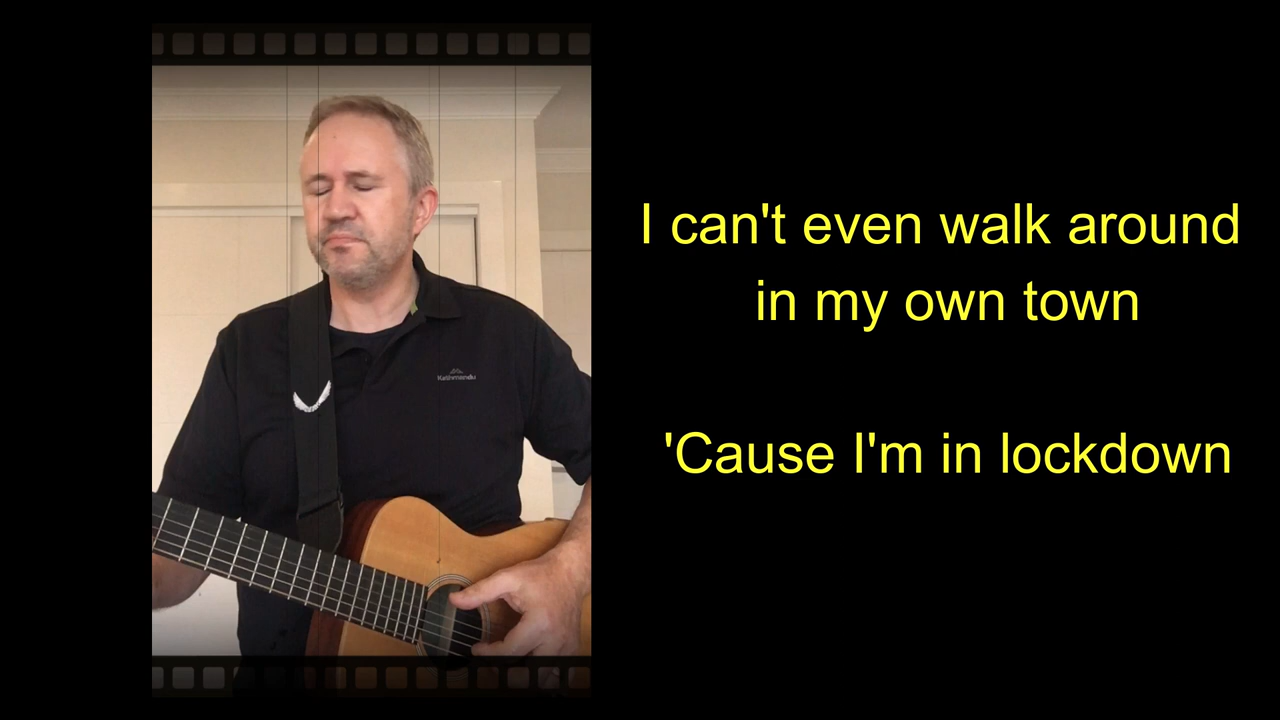 I can't even walk around
in my own town
'Cause I'm in lockdown
Kathmandu